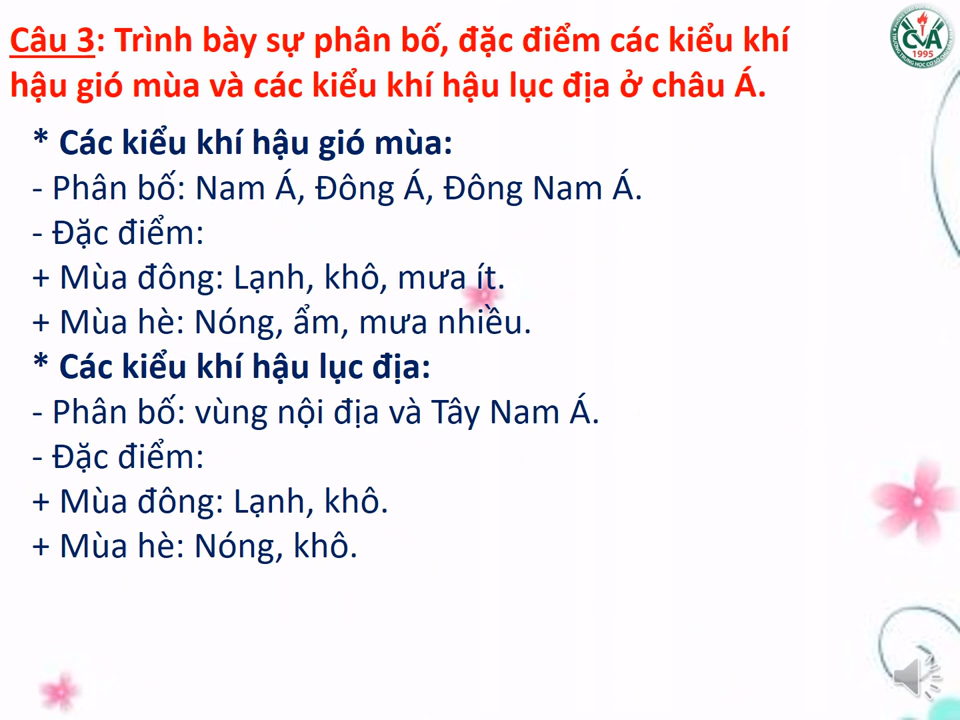 Câu 3: Trình bày sự phân bố, đặc điểm các kiểu khí
hậu gió mùa và các kiểu khí hậu lục địa ở châu Á.
* Các kiểu khí hậu gió mùa:
- Phân bố: Nam Á, Đông Á, Đông Nam Á.
- Đặc điểm:
+ Mùa đông: Lạnh, khô, mưa ít.
+ Mùa hè: Nóng, ẩm, mưa nhiều.
* Các kiểu khí hậu lục địa:
- Phân bố: vùng nội địa và Tây Nam Á.
- Đặc điểm:
+ Mùa đông: Lạnh, khô.
+ Mùa hè: Nóng, khô.
CVA
1995